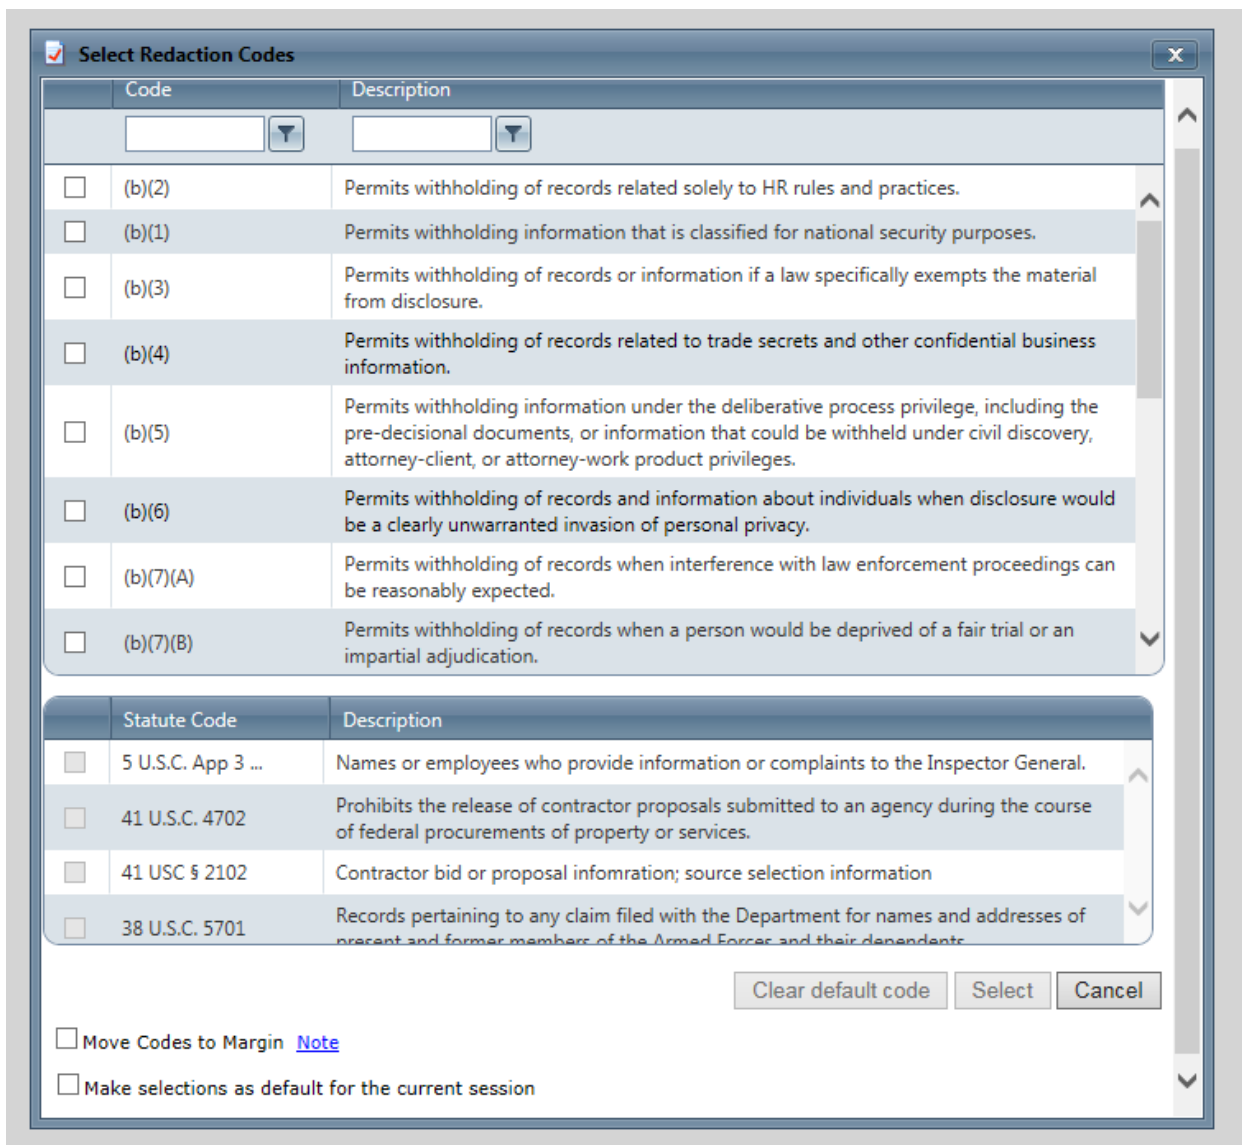 Select Redaction Codes
x
Code Description
(b)(2) Permits withholding of records related solely to HR rules and practices.
(b)(1) Permits withholding information that is classified for national security purposes.
(b)(3) Permits withholding of records or information if a law specifically exempts the material
from disclosure.
(b)(4) Permits withholding of records related to trade secrets and other confidential business
information.
(b)(5) Permits withholding information under the deliberative process privilege, including the
pre-decisional documents, or information that could be withheld under civil discovery,
attorney-client, or attorney-work product privileges.
(b)(6) Permits withholding of records and information about individuals when disclosure would
be a clearly unwarranted invasion of personal privacy.
(b)(7)(A) Permits withholding of records when interference with law enforcement proceedings can
be reasonably expected.
(b)(7)(B) Permits withholding of records when a person would be deprived of a fair trial or an
impartial adjudication.
Statute Code Description
5 U.S.C. App 3 ... Names or employees who provide information or complaints to the Inspector General.
41 U.S.C. 4702 Prohibits the release of contractor proposals submitted to an agency during the course
of federal procurements of property or services.
41 USC § 2102 Contractor bid or proposal infomration; source selection information
38 U.S.C. 5701 Records pertaining to any claim filed with the Department for names and addresses of
present and former members of the Armed Forces and their dependents
Clear default code Select Cancel
Move Codes to Margin Note
Make selections as default for the current session